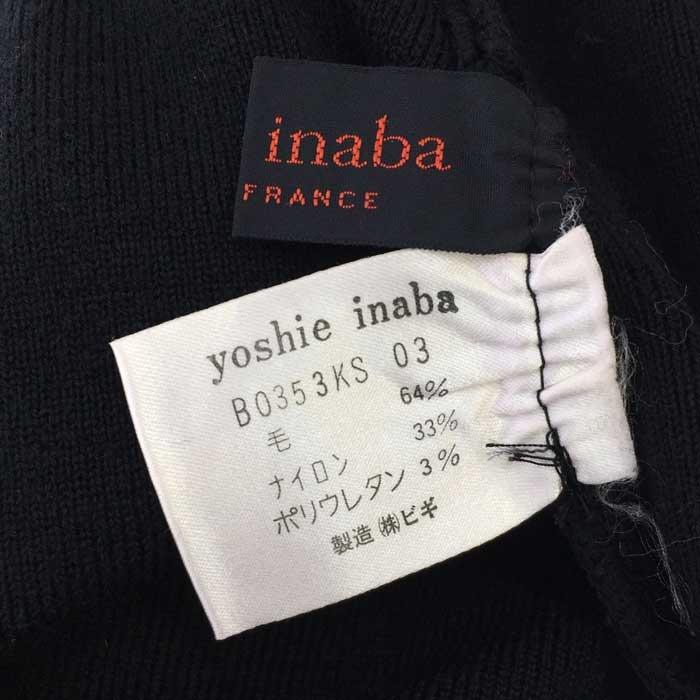 inaba
FRANCE
yoshie inaba
B0353KS 03
毛 64%
ナイロン 33%
ポリウレタン 3%
製造 ㈱ビギ